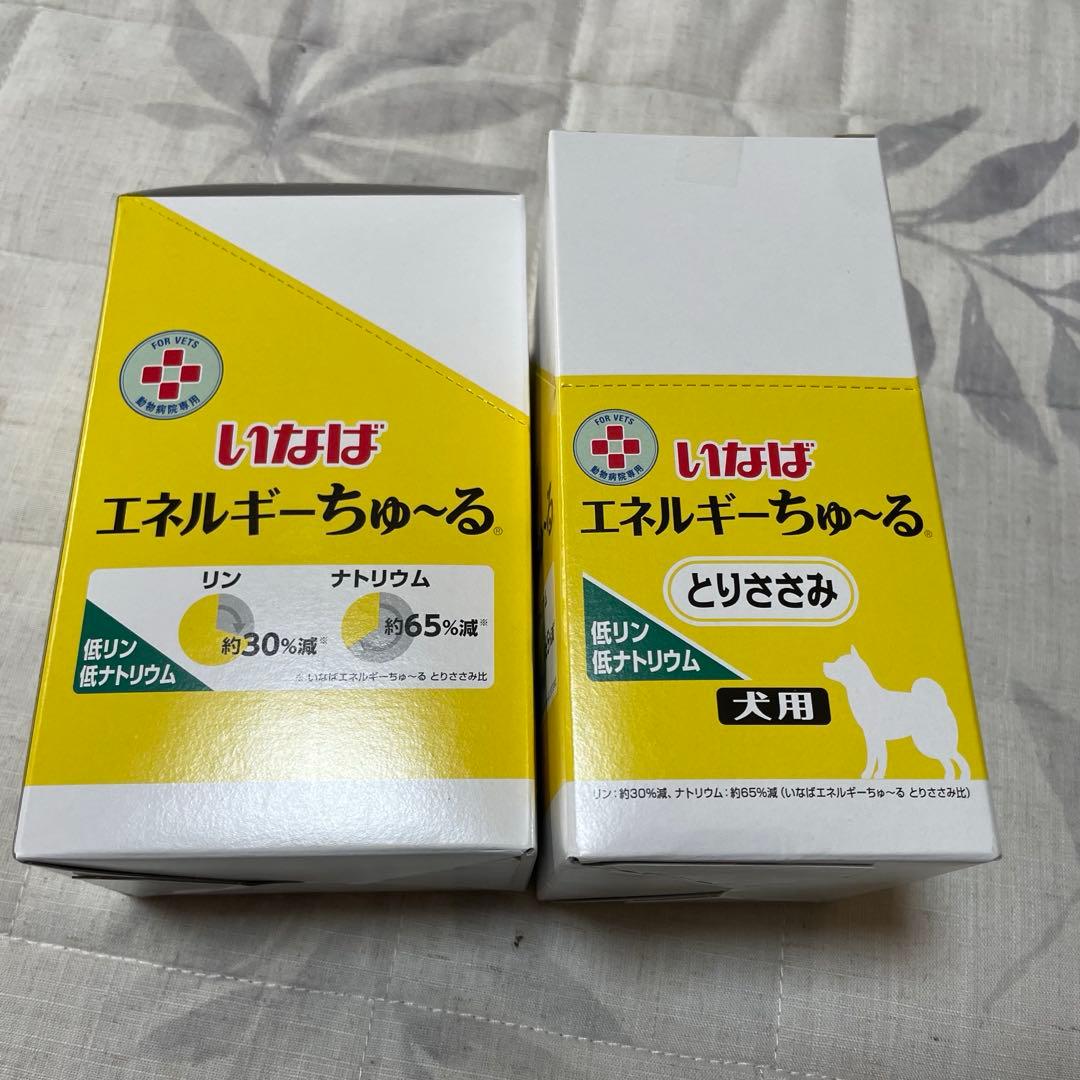 FOR VETS
動物病院専用
いなば
エネルギーちゅ〜る®
リン
ナトリウム
約30%減※
約65%減※
低リン
低ナトリウム
※ いなばエネルギーちゅ〜る とりささみ比
FOR VETS
動物病院専用
いなば
エネルギーちゅ〜る®
とりささみ
低リン
低ナトリウム
犬用
リン:約30%減、ナトリウム:約65%減(いなばエネルギーちゅ〜る とりささみ比)